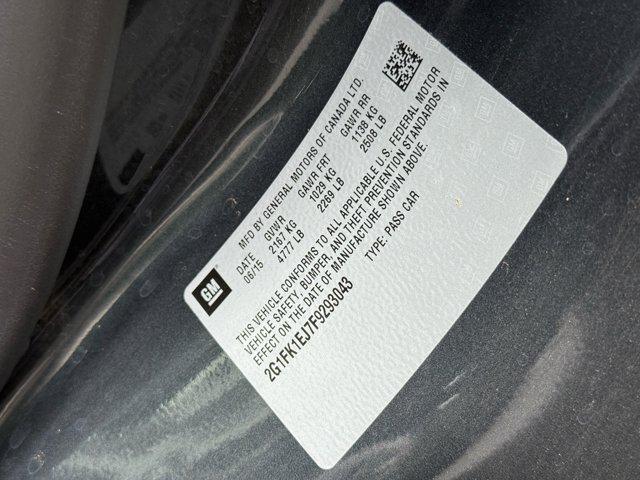 MFD BY GENERAL MOTORS OF CANADA LTD.
DATE GVWR GAWR FRT GAWR RR
06/15 2167 KG 1029 KG 1138 KG
4777 LB 2269 LB 2508 LB
THIS VEHICLE CONFORMS TO ALL APPLICABLE U.S. FEDERAL MOTOR
VEHICLE SAFETY, BUMPER, AND THEFT PREVENTION STANDARDS IN
EFFECT ON THE DATE OF MANUFACTURE SHOWN ABOVE.
2G1FK1EJ7F9293043 TYPE: PASS CAR
GM